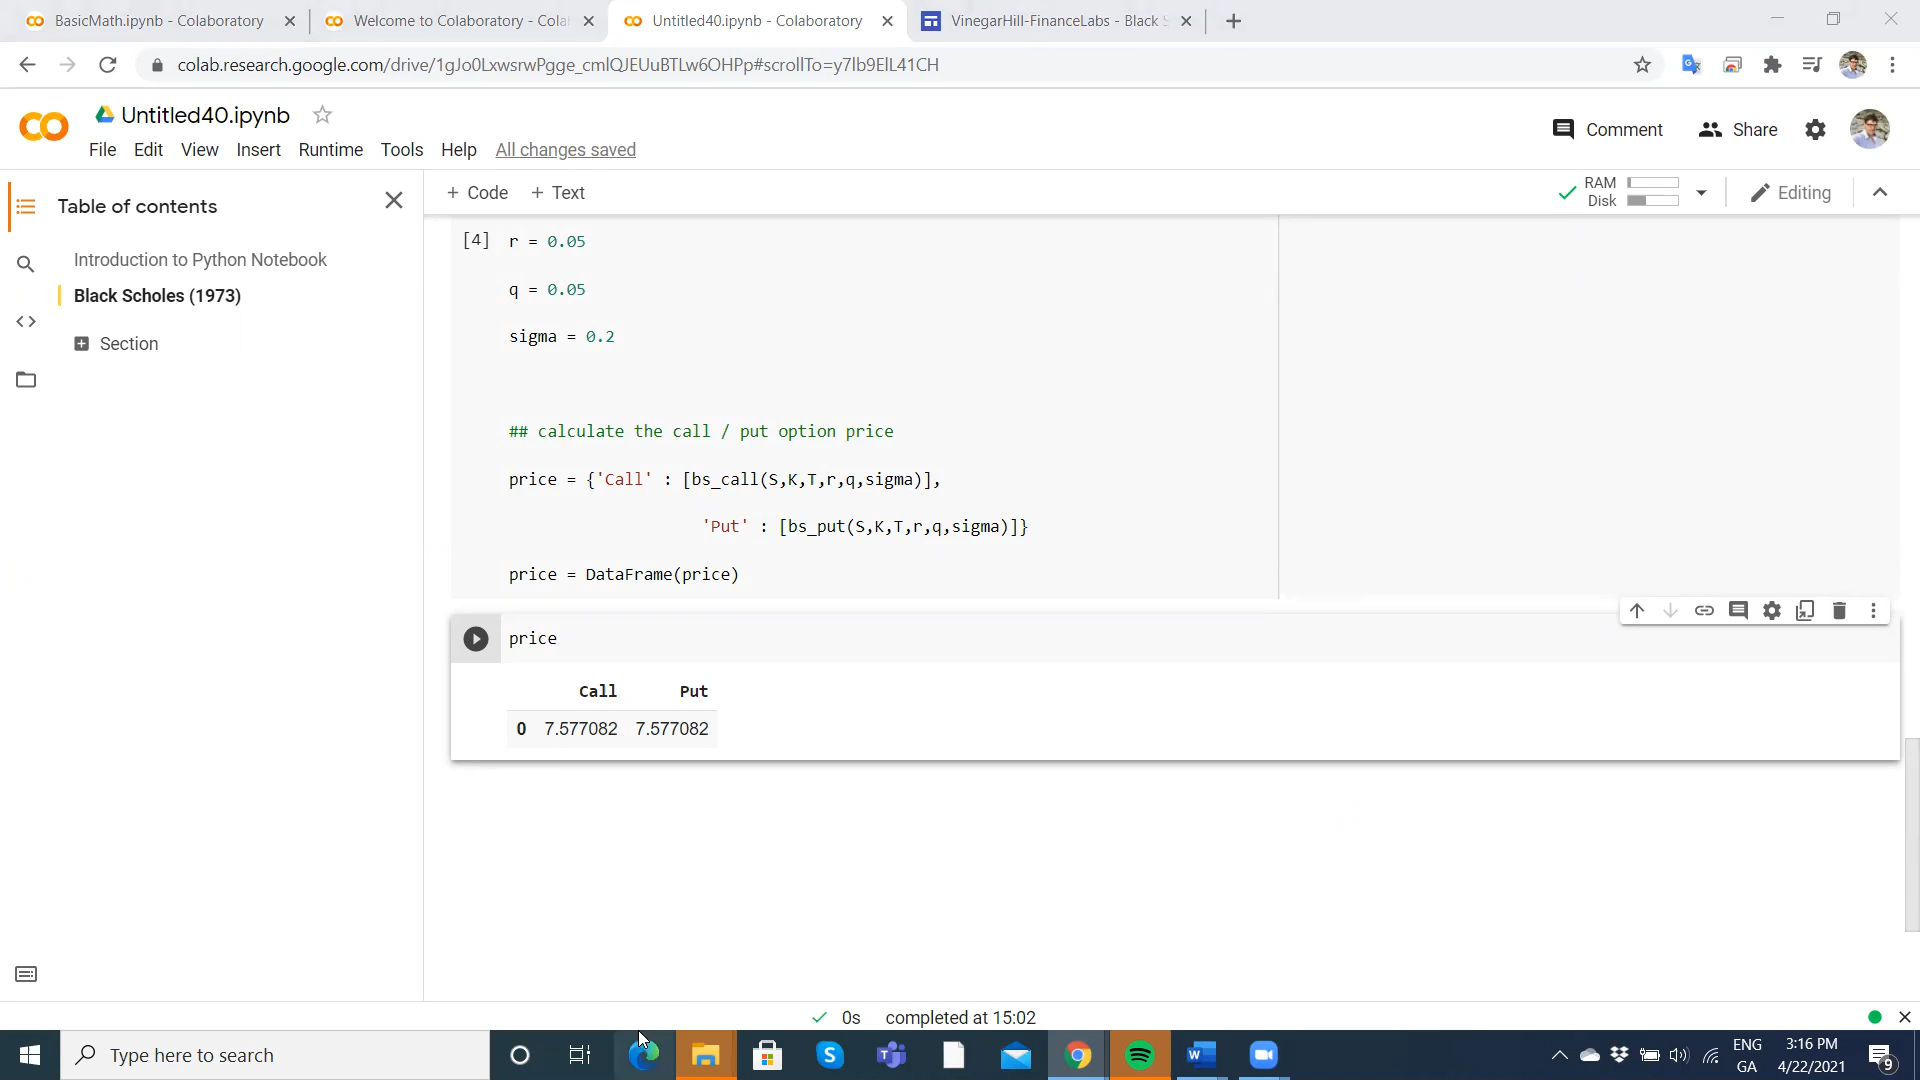 BasicMath.ipynb - Colaboratory
Welcome to Colaboratory - Cola
Untitled40.ipynb - Colaboratory
VinegarHill-FinanceLabs - Black S
colab.research.google.com/drive/1gJo0LxwsrwPgge_cmlQJEUuBTLw6OHPp#scrollTo=y7lb9ElL41CH
Untitled40.ipynb
Comment
Share
File Edit View Insert Runtime Tools Help All changes saved
Table of contents
+ Code + Text
RAM
Disk
Editing
Introduction to Python Notebook
Black Scholes (1973)
Section
[4] r = 0.05
q = 0.05
sigma = 0.2
## calculate the call / put option price
price = {'Call' : [bs_call(S,K,T,r,q,sigma)],
'Put' : [bs_put(S,K,T,r,q,sigma)]}
price = DataFrame(price)
price
Call Put
0 7.577082 7.577082
0s completed at 15:02
Type here to search
ENG
GA
3:16 PM
4/22/2021
9